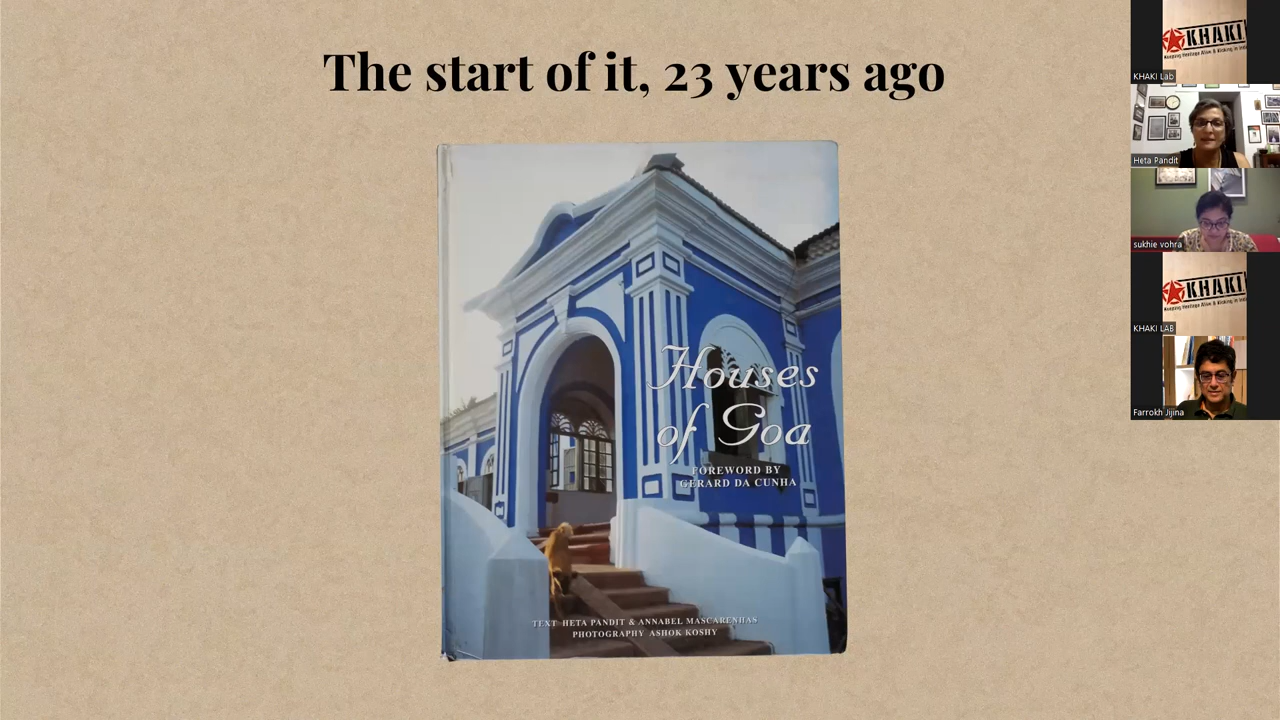 The start of it, 23 years ago
Houses
of Goa
FOREWORD BY
GERARD DA CUNHA
TEXT HETA PANDIT & ANNABEL MASCARENHAS
PHOTOGRAPHY ASHOK KOSHY
KHAKI
KHAKI Lab
Heta Pandit
sukhie vohra
KHAKI
KHAKI LAB
Farrokh Jijina